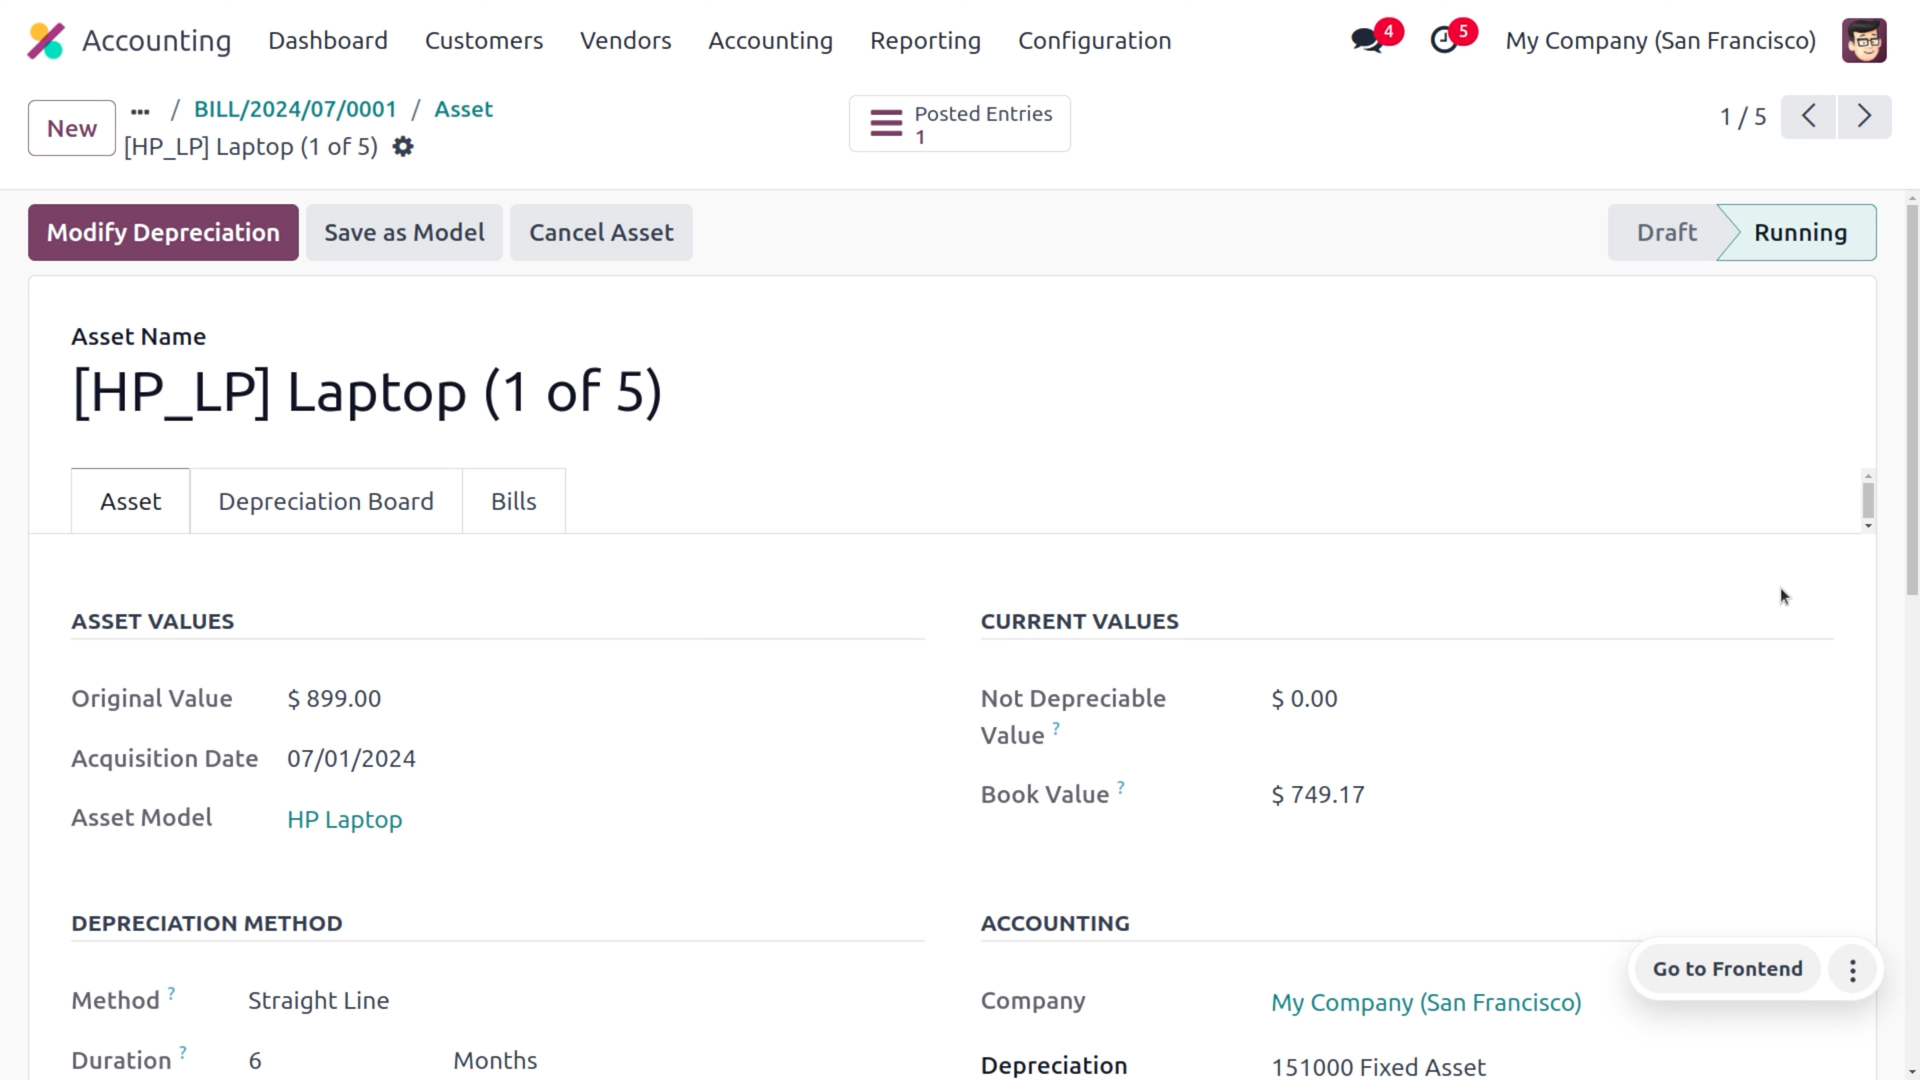 Accounting Dashboard Customers Vendors Accounting Reporting Configuration 4 5 My Company (San Francisco)
New ... / BILL/2024/07/0001 / Asset
[HP_LP] Laptop (1 of 5)
Posted Entries
1
1 / 5
Modify Depreciation Save as Model Cancel Asset Draft Running
Asset Name
[HP_LP] Laptop (1 of 5)
Asset Depreciation Board Bills
ASSET VALUES
Original Value $ 899.00
Acquisition Date 07/01/2024
Asset Model HP Laptop
CURRENT VALUES
Not Depreciable $ 0.00
Value ?
Book Value ? $ 749.17
DEPRECIATION METHOD
Method ? Straight Line
Duration ? 6 Months
ACCOUNTING
Company My Company (San Francisco)
Depreciation 151000 Fixed Asset
Go to Frontend